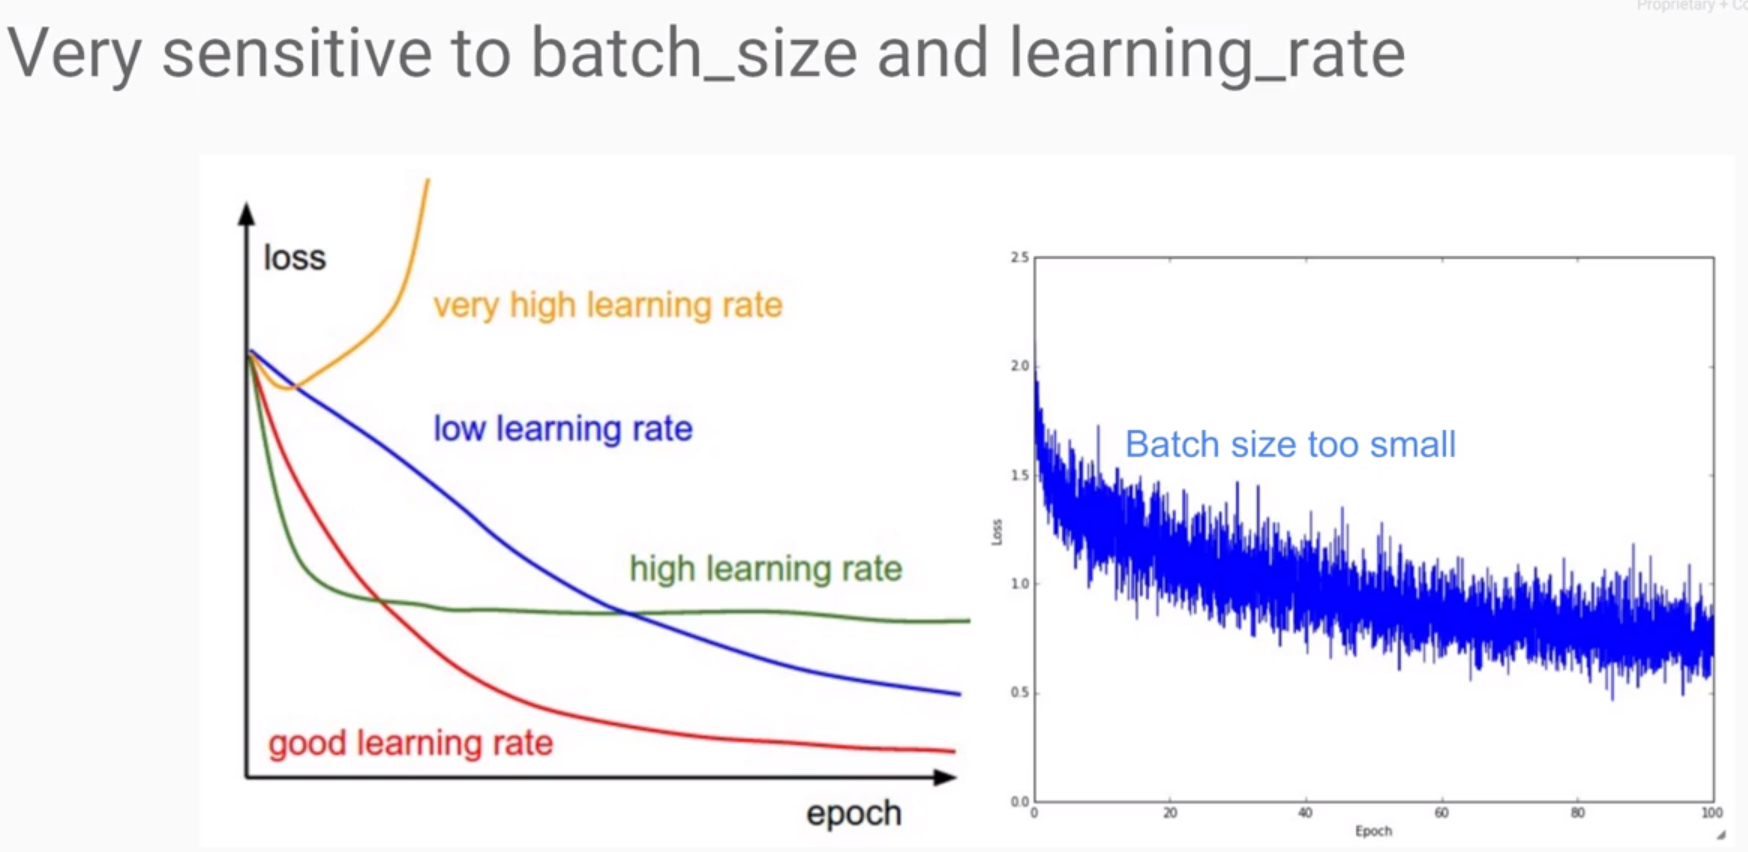 Proprietary + Co
Very sensitive to batch_size and learning_rate
loss
very high learning rate
low learning rate
high learning rate
good learning rate
epoch
2.5
2.0
1.5
1.0
0.5
0.0
Loss
Batch size too small
0
20
40
60
80
100
Epoch